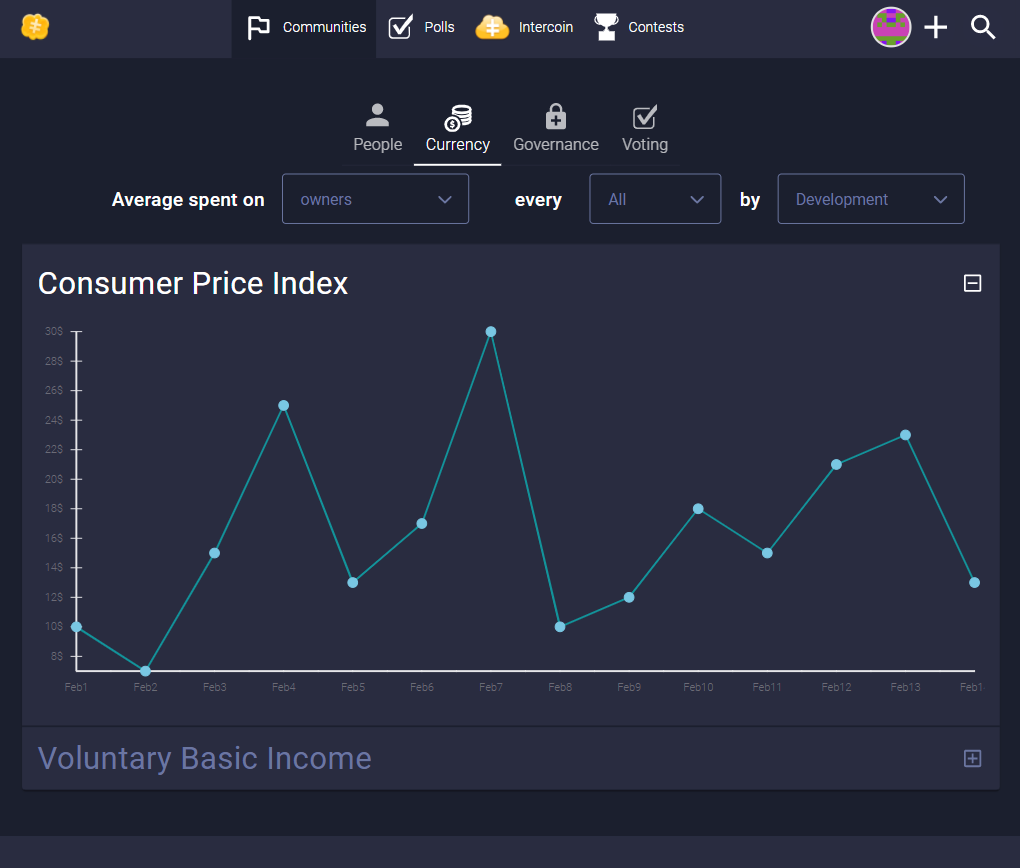 Communities Polls Intercoin Contests
People Currency Governance Voting
Average spent on owners every All by Development
Consumer Price Index
30$
28$
26$
24$
22$
20$
18$
16$
14$
12$
10$
8$
Feb1 Feb2 Feb3 Feb4 Feb5 Feb6 Feb7 Feb8 Feb9 Feb10 Feb11 Feb12 Feb13
Voluntary Basic Income